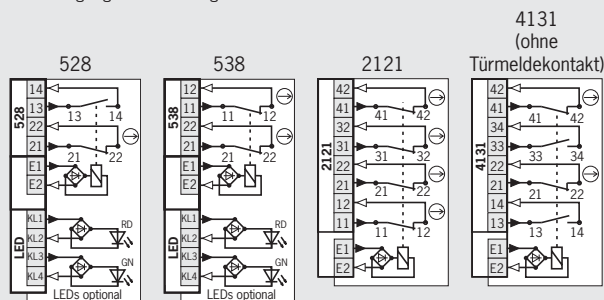 4131
(ohne
528 538 2121 Türmeldekontakt)
528
14
13
22
21
E1
E2
13 14
21 22
LED
KL1
KL2
KL3
KL4
RD
GN
LEDs optional
538
12
11
22
21
E1
E2
11 12
21 22
LED
KL1
KL2
KL3
KL4
RD
GN
LEDs optional
2121
42
41
32
31
22
21
12
11
E1
E2
41 42
31 32
21 22
11 12
4131
42
41
34
33
22
21
14
13
E1
E2
41 42
33 34
21 22
13 14